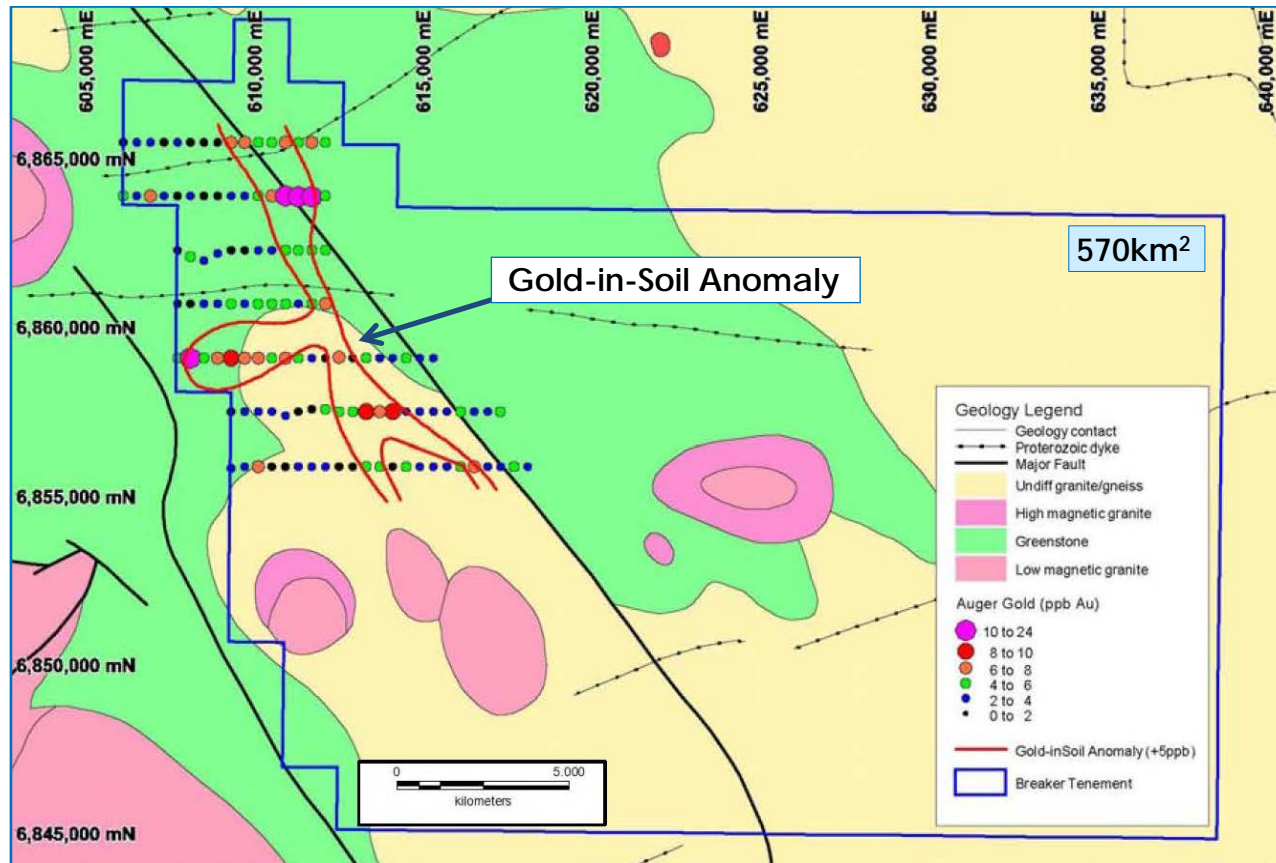 605,000 mE
610,000 mE
615,000 mE
620,000 mE
625,000 mE
630,000 mE
635,000 mE
640,000 mE
6,865,000 mN
6,860,000 mN
6,855,000 mN
6,850,000 mN
6,845,000 mN
570km²
Gold-in-Soil Anomaly
Geology Legend
Geology contact
Proterozoic dyke
Major Fault
Undiff granite/gneiss
High magnetic granite
Greenstone
Low magnetic granite
Auger Gold (ppb Au)
10 to 24
8 to 10
6 to 8
4 to 6
2 to 4
0 to 2
Gold-inSoil Anomaly (+5ppb)
Breaker Tenement
0 5.000
kilometers